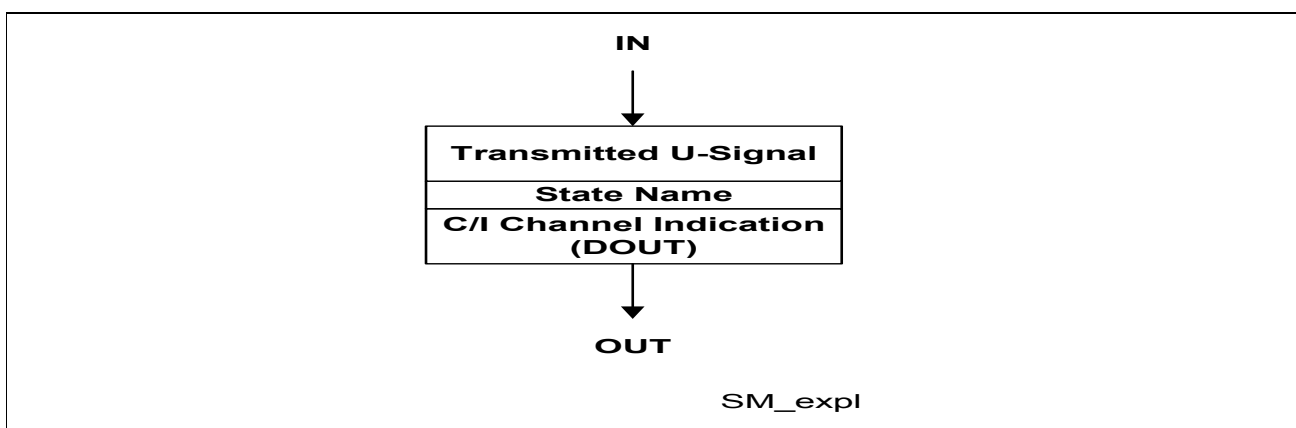 IN
Transmitted U-Signal
State Name
C/I Channel Indication
(DOUT)
OUT
SM_expl